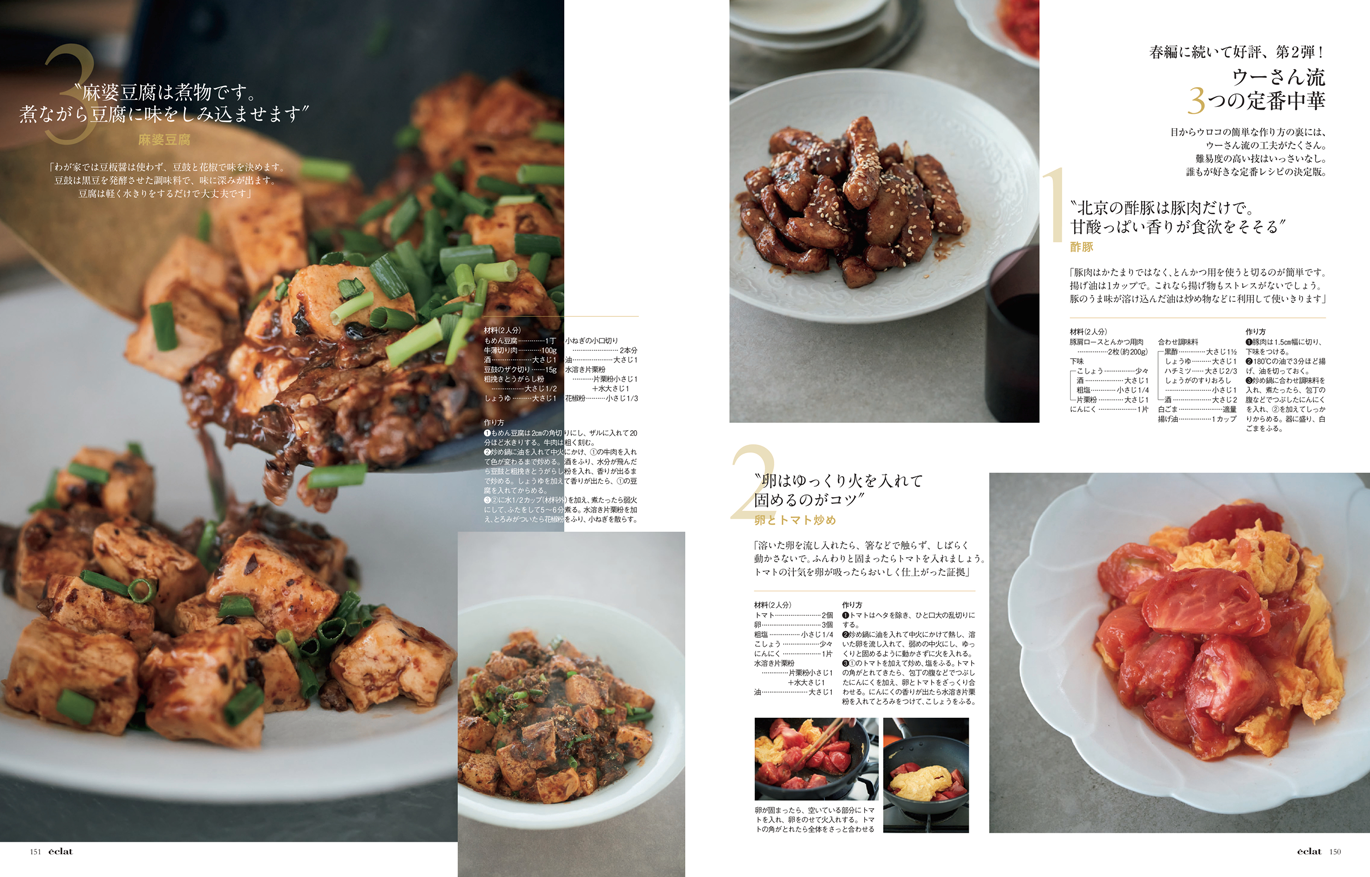 春編に続いて好評、第2弾!
ウーさん流
3つの定番中華
目からウロコの簡単な作り方の裏には、
ウーさん流の工夫がたくさん。
難易度の高い技はいっさいなし。
誰もが好きな定番レシピの決定版。
1
〝北京の酢豚は豚肉だけで。
甘酸っぱい香りが食欲をそそる〞
酢豚
「豚肉はかたまりではなく、とんかつ用を使うと切るのが簡単です。
揚げ油は1カップで。これなら揚げ物もストレスがないでしょう。
豚のうま味が溶け込んだ油は炒め物などに利用して使いきります」
材料(2人分)
豚肩ロースとんかつ用肉
…………2枚(約200g)
下味
こしょう…………少々
酒…………大さじ1
粗塩…………小さじ1/4
片栗粉…………大さじ1
にんにく…………1片
合わせ調味料
黒酢…………大さじ1½
しょうゆ…………大さじ1
ハチミツ……大さじ2/3
しょうがのすりおろし
…………小さじ1
酒…………大さじ2
白ごま…………適量
揚げ油…………1カップ
作り方
❶豚肉は1.5㎝幅に切り、
下味をつける。
❷180℃の油で3分ほど揚
げ、油を切っておく。
❸炒め鍋に合わせ調味料を
入れ、煮たったら、包丁の
腹などでつぶしたにんにく
を入れ、②を加えてしっか
りからめる。器に盛り、白
ごまをふる。
2
〝卵はゆっくり火を入れて
固めるのがコツ〞
卵とトマト炒め
「溶いた卵を流し入れたら、箸などで触らず、しばらく
動かさないで。ふんわりと固まったらトマトを入れましょう。
トマトの汁気を卵が吸ったらおいしく仕上がった証拠」
材料(2人分)
トマト…………2個
卵…………3個
粗塩…………小さじ1/4
こしょう…………少々
にんにく…………1片
水溶き片栗粉
…………片栗粉小さじ1
+水大さじ1
油…………大さじ1
作り方
❶トマトはヘタを除き、ひと口大の乱切りに
する。
❷炒め鍋に油を入れて中火にかけて熱し、溶
いた卵を流し入れて、弱めの中火にし、ゆっ
くりと固めるように動かさずに火を入れる。
❸①のトマトを加えて炒め、塩をふる。トマト
の角がとれてきたら、包丁の腹などでつぶし
たにんにくを加え、卵とトマトをざっくり合
わせる。にんにくの香りが出たら水溶き片栗
粉を入れてとろみをつけて、こしょうをふる。
卵が固まったら、空いている部分にトマ
トを入れ、卵をのせて火入れする。トマ
トの角がとれたら全体をさっと合わせる
éclat 150
3
〝麻婆豆腐は煮物です。
煮ながら豆腐に味をしみ込ませます〞
麻婆豆腐
「わが家では豆板醤は使わず、豆鼓と花椒で味を決めます。
豆鼓は黒豆を発酵させた調味料で、味に深みが出ます。
豆腐は軽く水きりをするだけで大丈夫です」
材料(2人分)
もめん豆腐…………1丁
牛薄切り肉…………100g
酒…………大さじ1
豆鼓のザク切り……15g
粗挽きとうがらし粉
…………大さじ1/2
しょうゆ…………大さじ1
小ねぎの小口切り
…………2本分
油…………大さじ1
水溶き片栗粉
…………片栗粉小さじ1
+水大さじ1
花椒粉…………小さじ1/3
作り方
❶もめん豆腐は2㎝の角切りにし、ザルに入れて20
分ほど水きりする。牛肉は粗く刻む。
❷炒め鍋に油を入れて中火にかけ、①の牛肉を入れ
て色が変わるまで炒める。酒をふり、水分が飛んだ
ら豆鼓と粗挽きとうがらし粉を入れ、香りが出るま
で炒める。しょうゆを加えて香りが出たら、①の豆
腐を入れてからめる。
❸②に水1/2カップ(材料外)を加え、煮たったら弱火
にして、ふたをして5〜6分煮る。水溶き片栗粉を加
え、とろみがついたら花椒粉をふり、小ねぎを散らす。
151 éclat